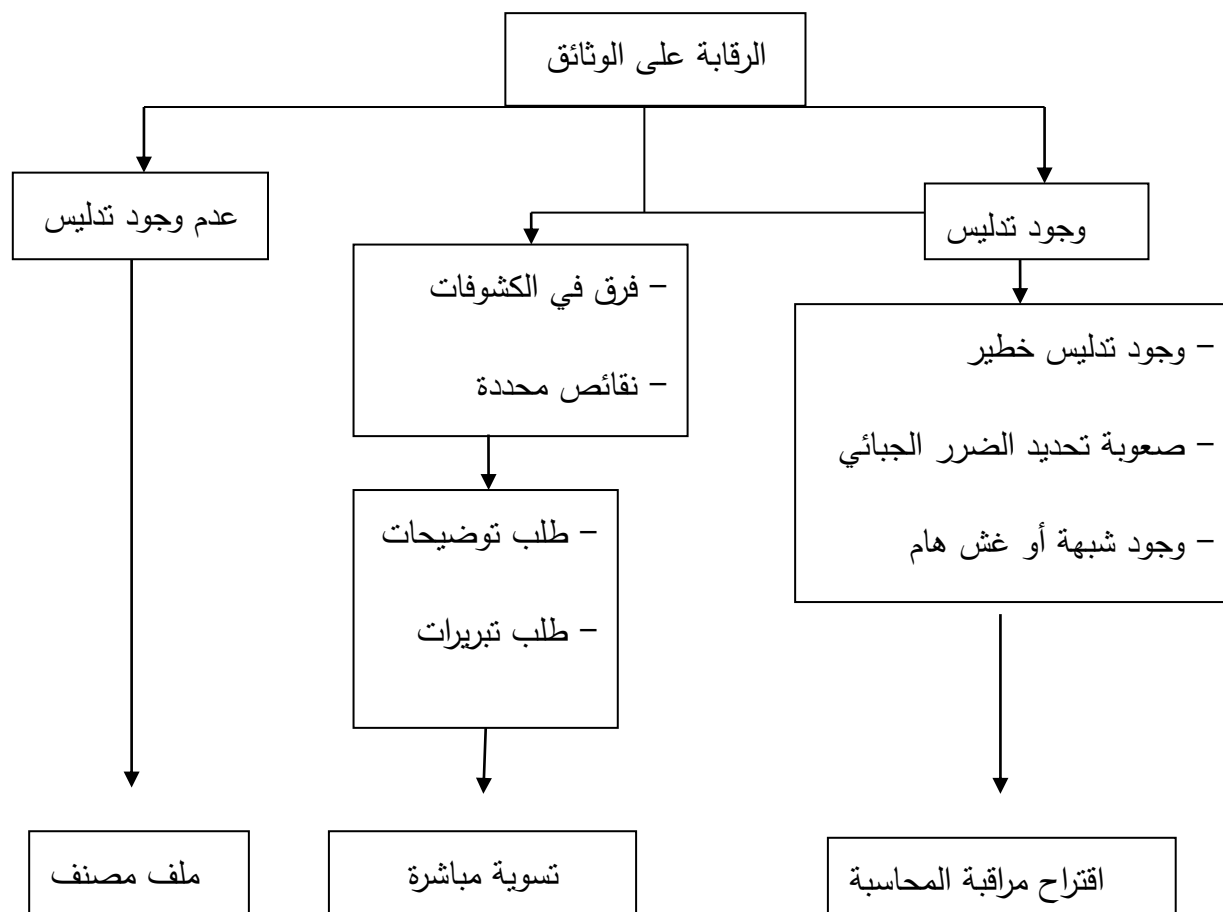 الرقابة على الوثائق
وجود تدليس
عدم وجود تدليس
– وجود تدليس خطير
– صعوبة تحديد الضرر الجبائي
– وجود شبهة أو غش هام
– فرق في الكشوفات
– نقائص محددة
– طلب توضيحات
– طلب تبريرات
اقتراح مراقبة المحاسبة
تسوية مباشرة
ملف مصنف